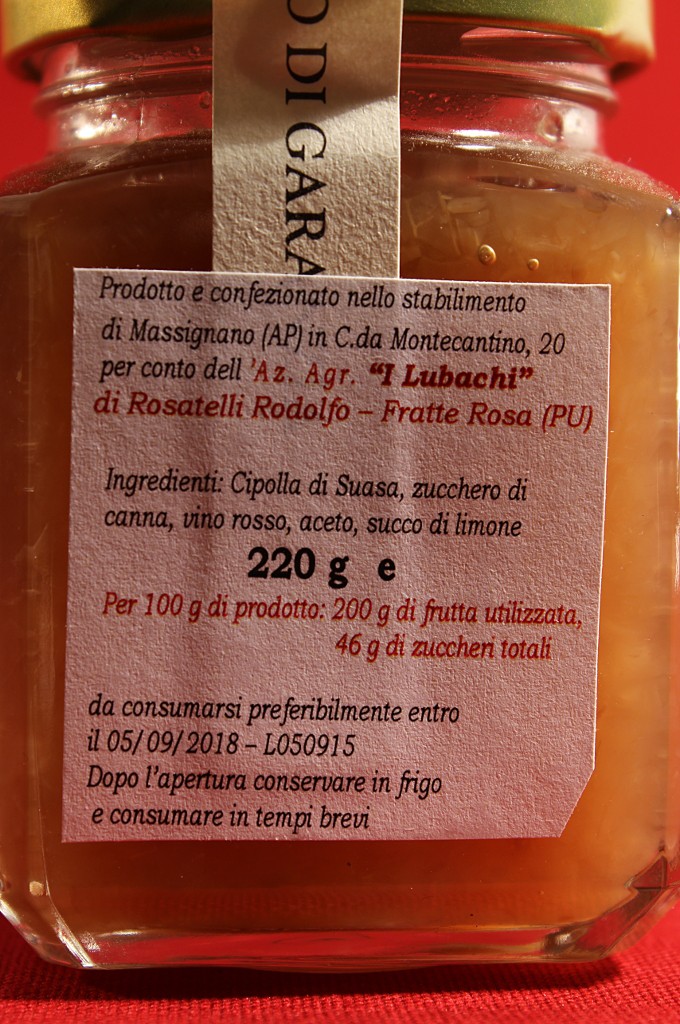 O DI GARA
Prodotto e confezionato nello stabilimento
di Massignano (AP) in C.da Montecantino, 20
per conto dell 'Az. Agr. “I Lubachi”
di Rosatelli Rodolfo – Fratte Rosa (PU)
Ingredienti: Cipolla di Suasa, zucchero di
canna, vino rosso, aceto, succo di limone
220 g e
Per 100 g di prodotto: 200 g di frutta utilizzata,
46 g di zuccheri totali
da consumarsi preferibilmente entro
il 05/09/2018 – L050915
Dopo l’apertura conservare in frigo
e consumare in tempi brevi